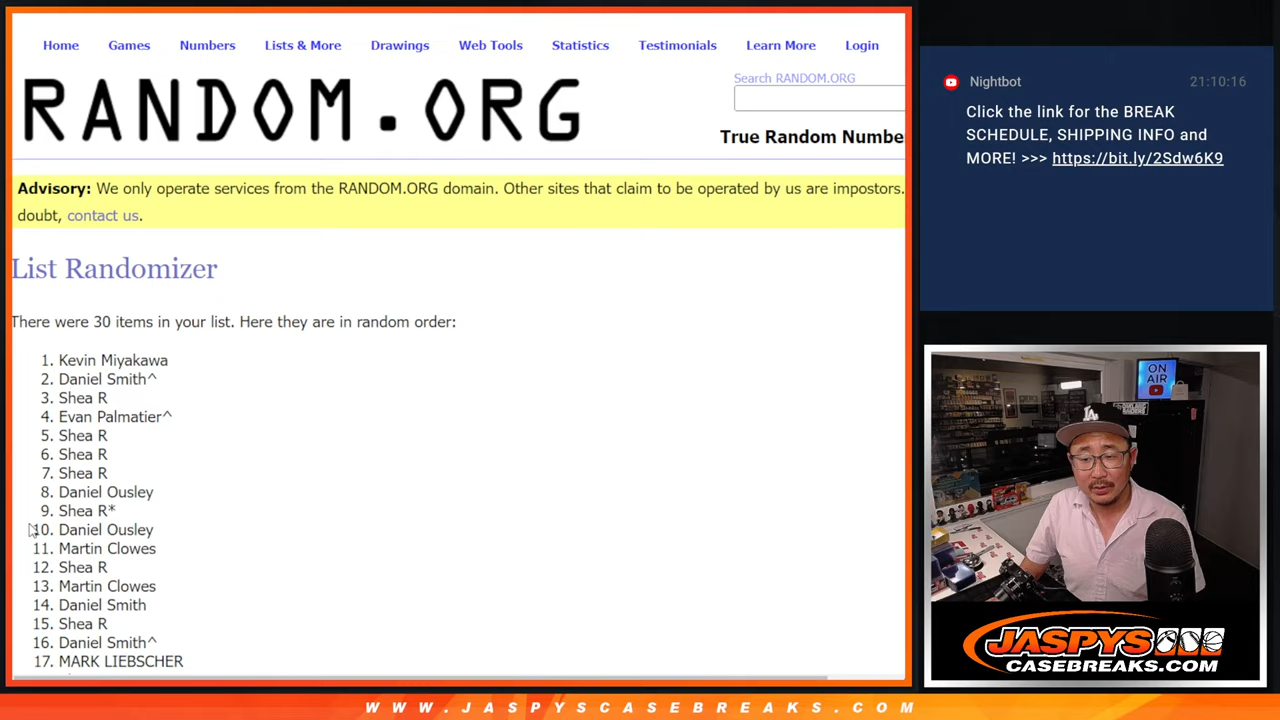 Home Games Numbers Lists & More Drawings Web Tools Statistics Testimonials Learn More Login
RANDOM.ORG
Search RANDOM.ORG
True Random Numbe
Advisory: We only operate services from the RANDOM.ORG domain. Other sites that claim to be operated by us are impostors.
doubt, contact us.
List Randomizer
There were 30 items in your list. Here they are in random order:
1. Kevin Miyakawa
2. Daniel Smith^
3. Shea R
4. Evan Palmatier^
5. Shea R
6. Shea R
7. Shea R
8. Daniel Ousley
9. Shea R*
10. Daniel Ousley
11. Martin Clowes
12. Shea R
13. Martin Clowes
14. Daniel Smith
15. Shea R
16. Daniel Smith^
17. MARK LIEBSCHER
Nightbot 21:10:16
Click the link for the BREAK
SCHEDULE, SHIPPING INFO and
MORE! >>> https://bit.ly/2Sdw6K9
ON
AIR
LA
JASPYS
CASEBREAKS.COM
WWW.JASPYSCASEBREAKS.COM